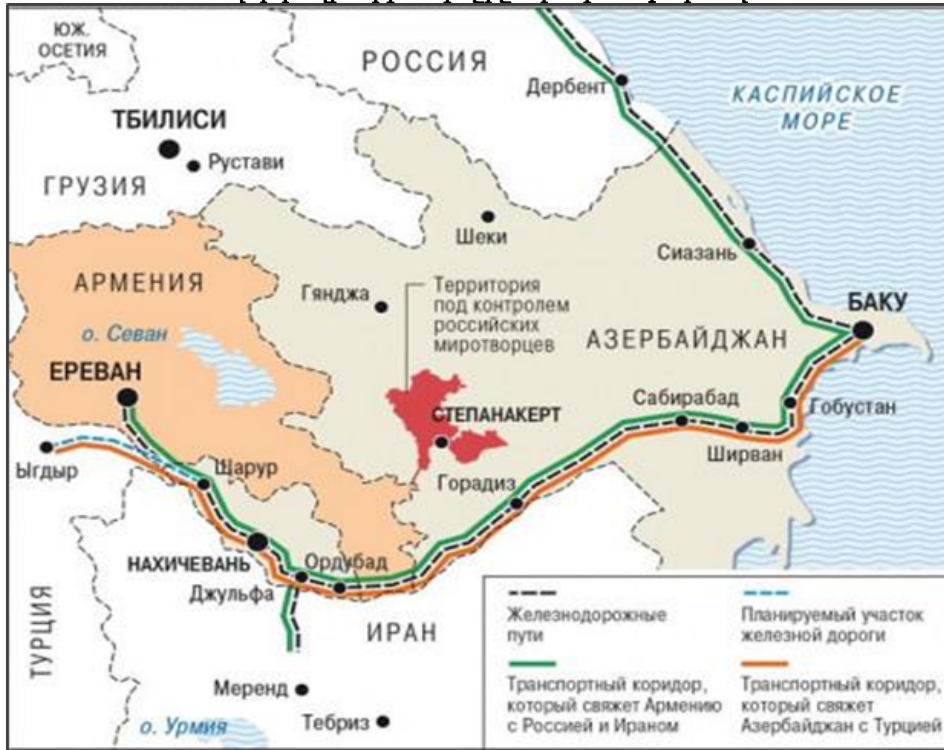 ЮЖ.
ОСЕТИЯ
РОССИЯ
Дербент
КАСПИЙСКОЕ
МОРЕ
ТБИЛИСИ
Рустави
ГРУЗИЯ
Шеки
Сиазань
АРМЕНИЯ
Гянджа
Территория
под контролем
российских
миротворцев
БАКУ
АЗЕРБАЙДЖАН
о. Севан
ЕРЕВАН
СТЕПАНАКЕРТ
Сабирабад
Гобустан
Ширван
Ыгдыр
Щарур
Горадиз
НАХИЧЕВАНЬ
Ордубад
Джульфа
ТУРЦИЯ
ИРАН
Меренд
Тебриз
о. Урмия
Железнодорожные
пути
Планируемый участок
железной дороги
Транспортный коридор,
который свяжет Армению
с Россией и Ираном
Транспортный коридор,
который свяжет
Азербайджан с Турцией